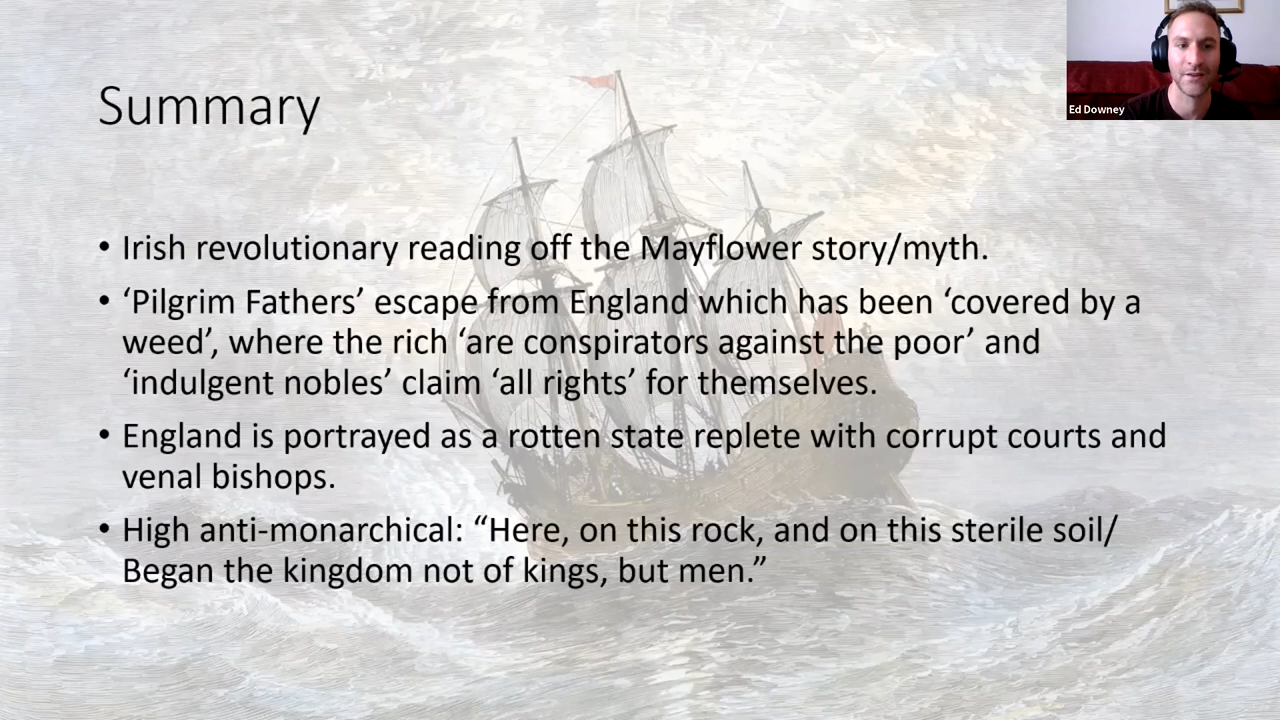 Summary
Ed Downey
• Irish revolutionary reading off the Mayflower story/myth.
• ‘Pilgrim Fathers’ escape from England which has been ‘covered by a
weed’, where the rich ‘are conspirators against the poor’ and
‘indulgent nobles’ claim ‘all rights’ for themselves.
• England is portrayed as a rotten state replete with corrupt courts and
venal bishops.
• High anti-monarchical: “Here, on this rock, and on this sterile soil/
Began the kingdom not of kings, but men.”